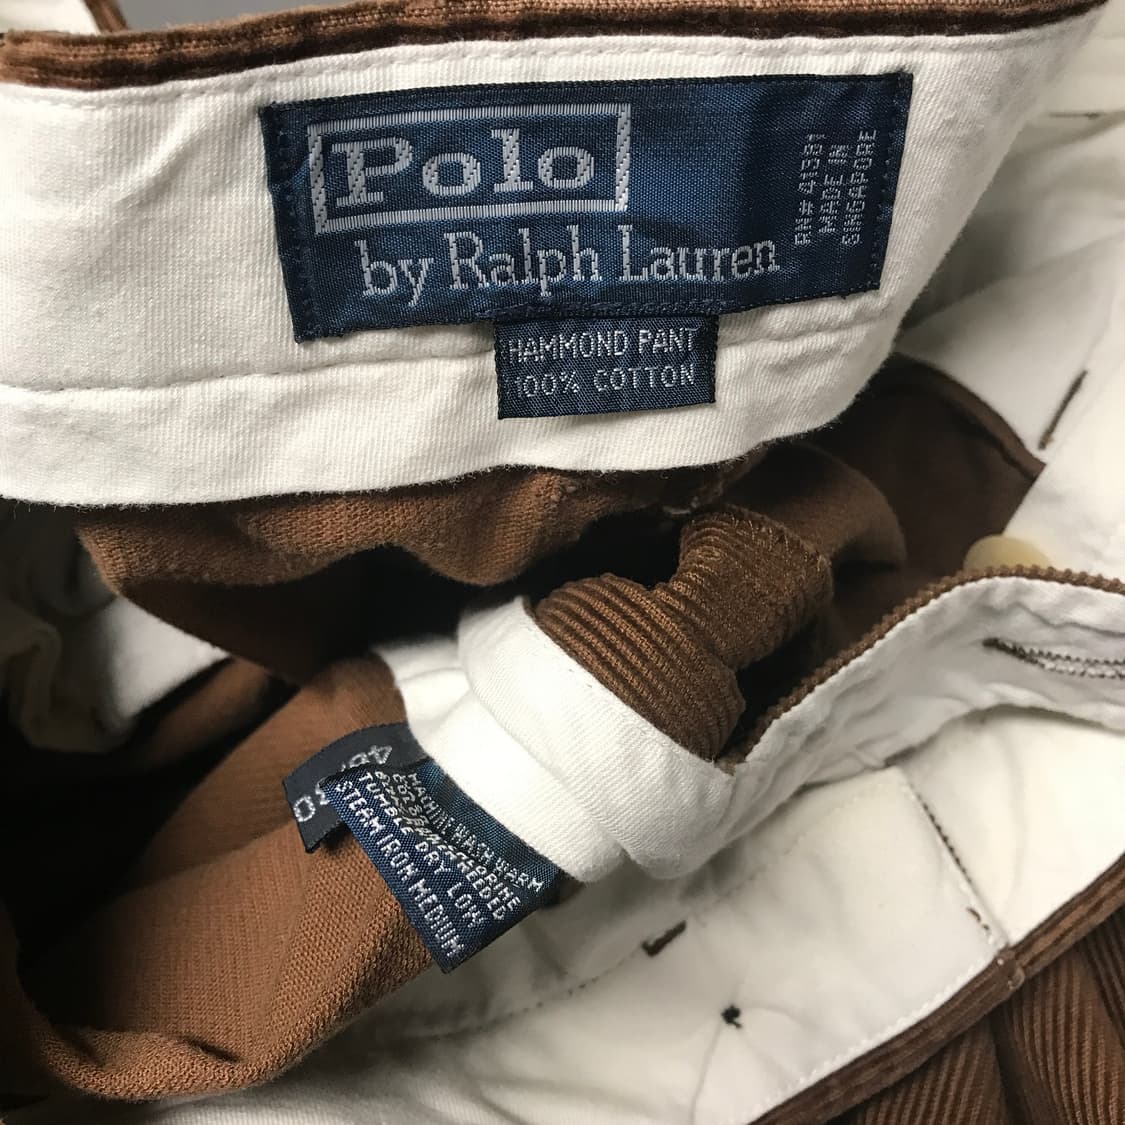 Polo
by Ralph Lauren
RN# 41381
MADE IN
SINGAPORE
HAMMOND PANT
100% COTTON
MACHINE WASH WARM
TUMBLE DRY LOW
STEAM IRON MEDIUM